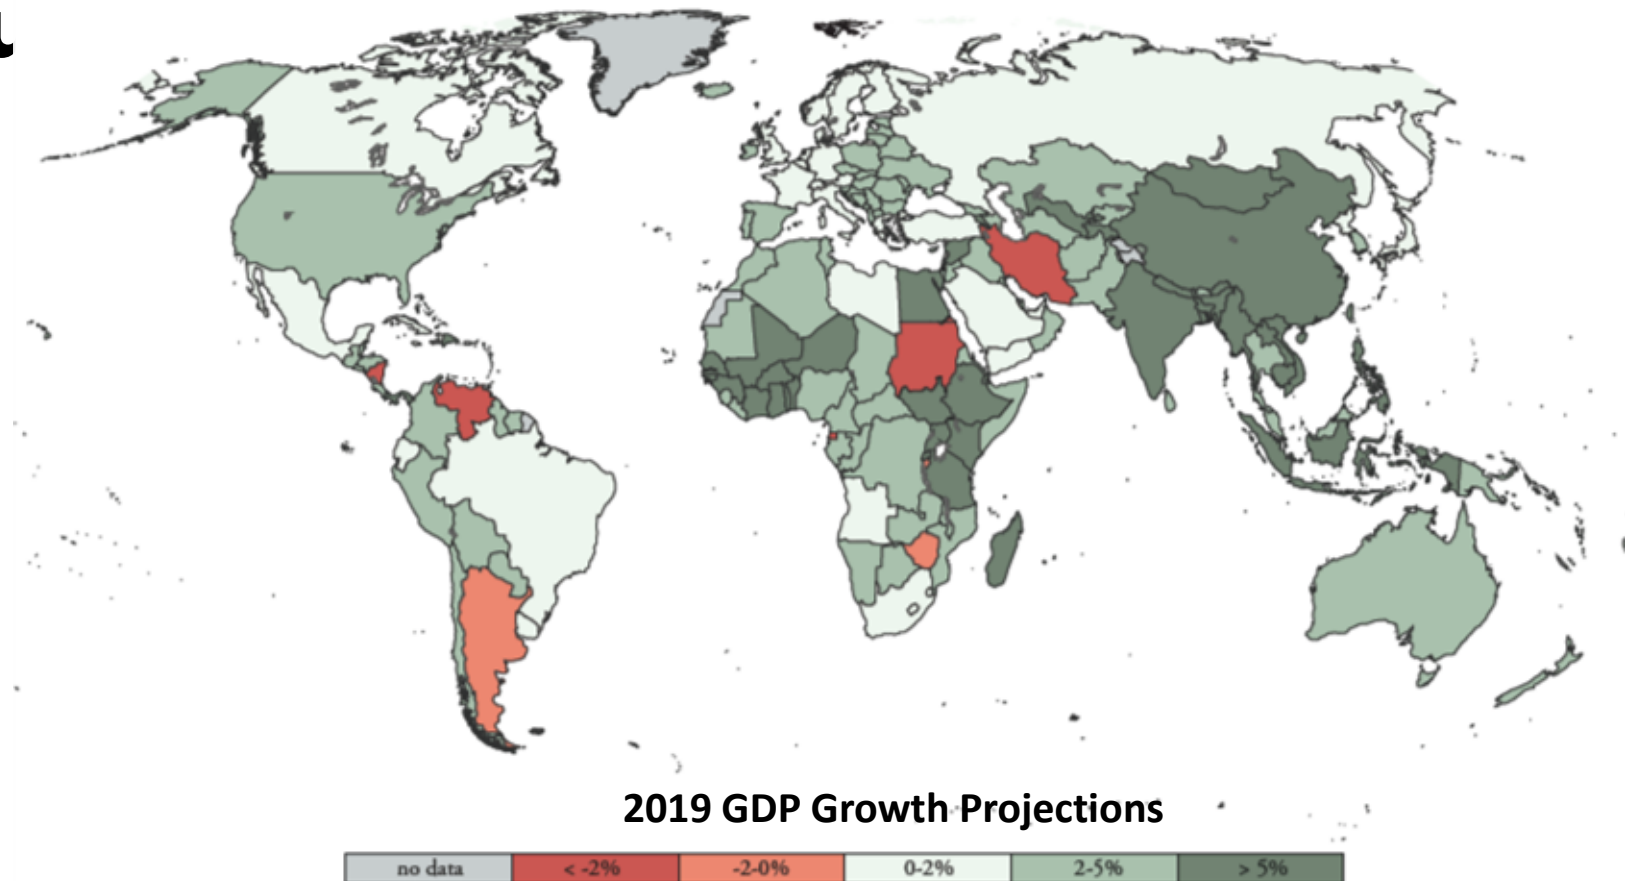 2019 GDP Growth Projections
no data
< -2%
-2-0%
0-2%
2-5%
> 5%